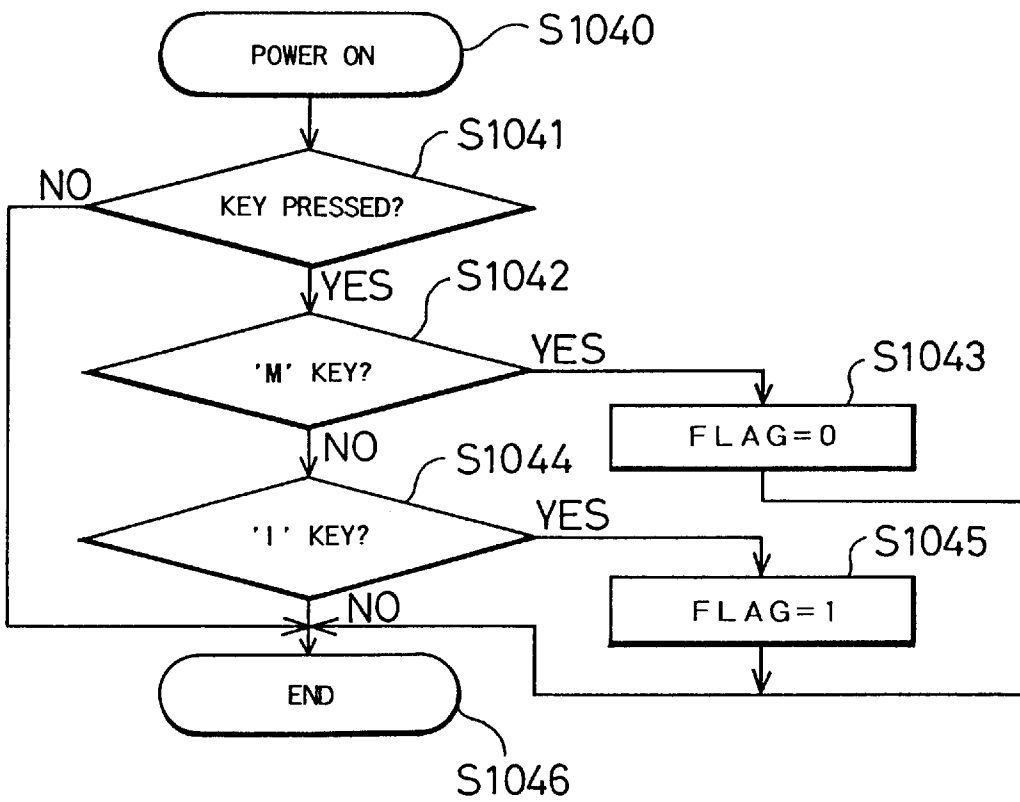 POWER ON
S1040
S1041
NO
KEY PRESSED?
YES
S1042
'M' KEY?
YES
S1043
FLAG=0
NO
S1044
'I' KEY?
YES
S1045
FLAG=1
NO
END
S1046